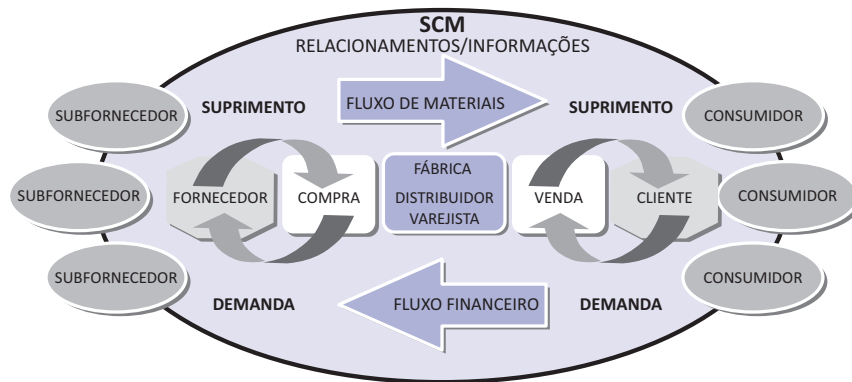 SCM
RELACIONAMENTOS/INFORMAÇÕES
SUBFORNECEDOR
SUPRIMENTO
FLUXO DE MATERIAIS
SUPRIMENTO
CONSUMIDOR
SUBFORNECEDOR
FORNECEDOR
COMPRA
FÁBRICA
DISTRIBUIDOR
VAREJISTA
VENDA
CLIENTE
CONSUMIDOR
SUBFORNECEDOR
DEMANDA
FLUXO FINANCEIRO
DEMANDA
CONSUMIDOR